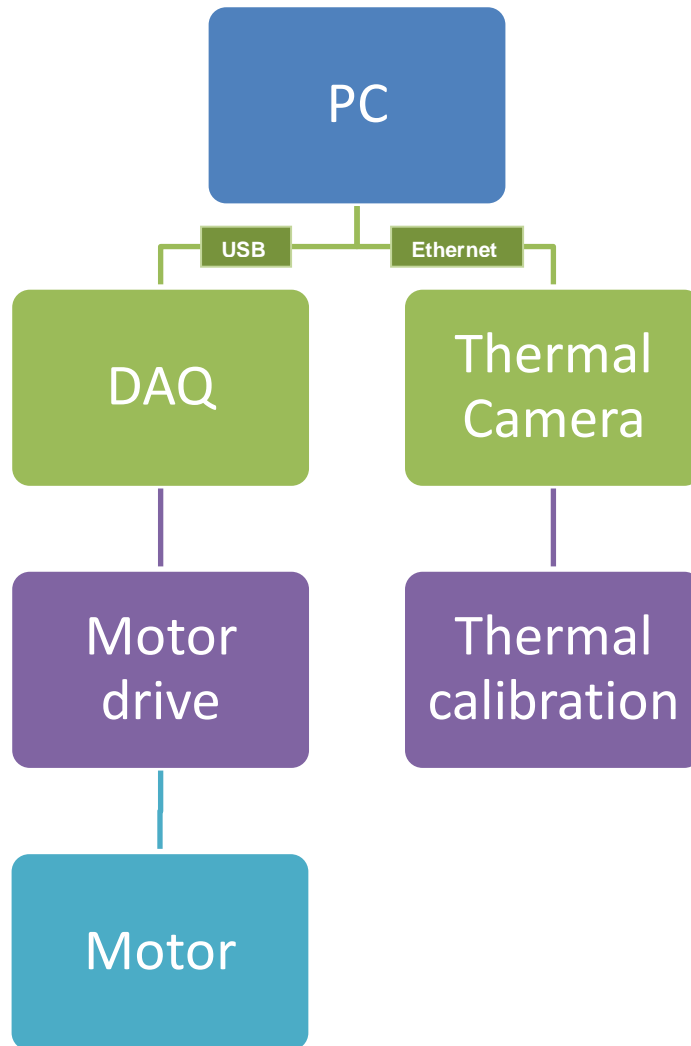 PC
USB
Ethernet
DAQ
Thermal
Camera
Motor
drive
Thermal
calibration
Motor